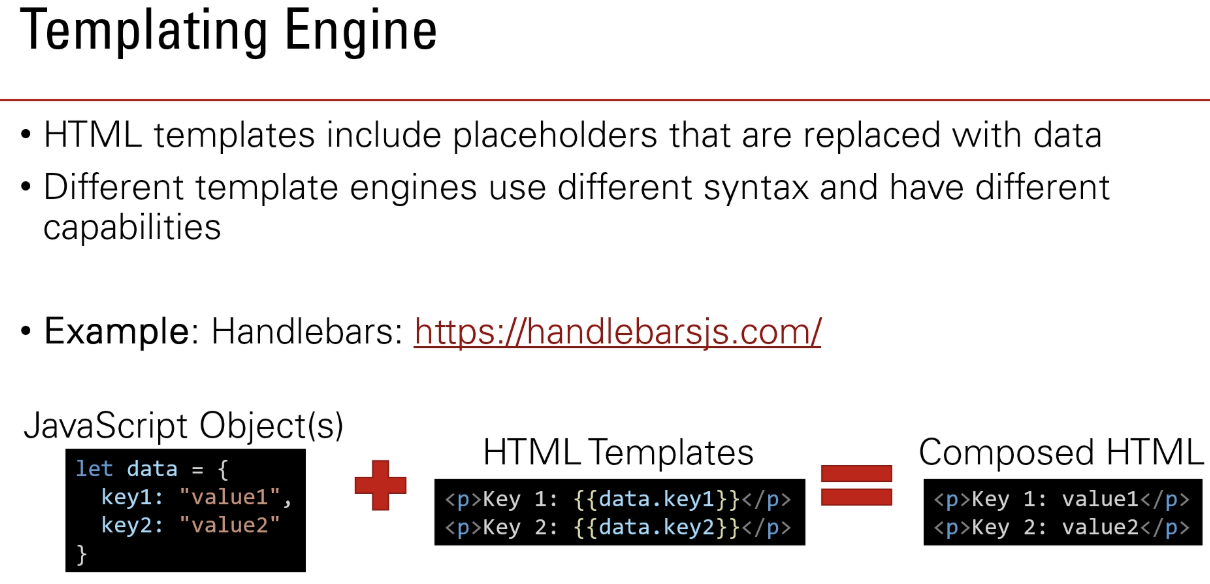 Templating Engine
• HTML templates include placeholders that are replaced with data
• Different template engines use different syntax and have different
capabilities
• Example: Handlebars: https://handlebarsjs.com/
JavaScript Object(s)
let data = {
  key1: "value1",
  key2: "value2"
}
HTML Templates
<p>Key 1: {{data.key1}}</p>
<p>Key 2: {{data.key2}}</p>
Composed HTML
<p>Key 1: value1</p>
<p>Key 2: value2</p>